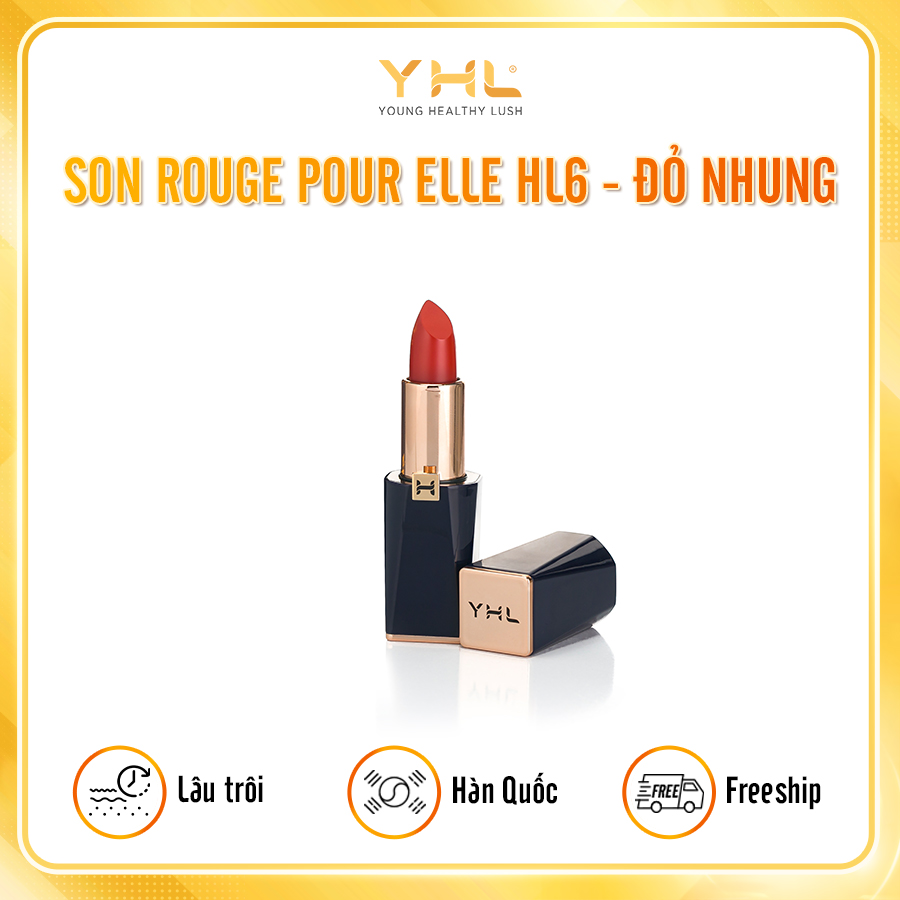 YHL®
YOUNG HEALTHY LUSH
SON ROUGE POUR ELLE HL6 - ĐỎ NHUNG
H
YHL
Lâu trôi
Hàn Quốc
FREE
Freeship